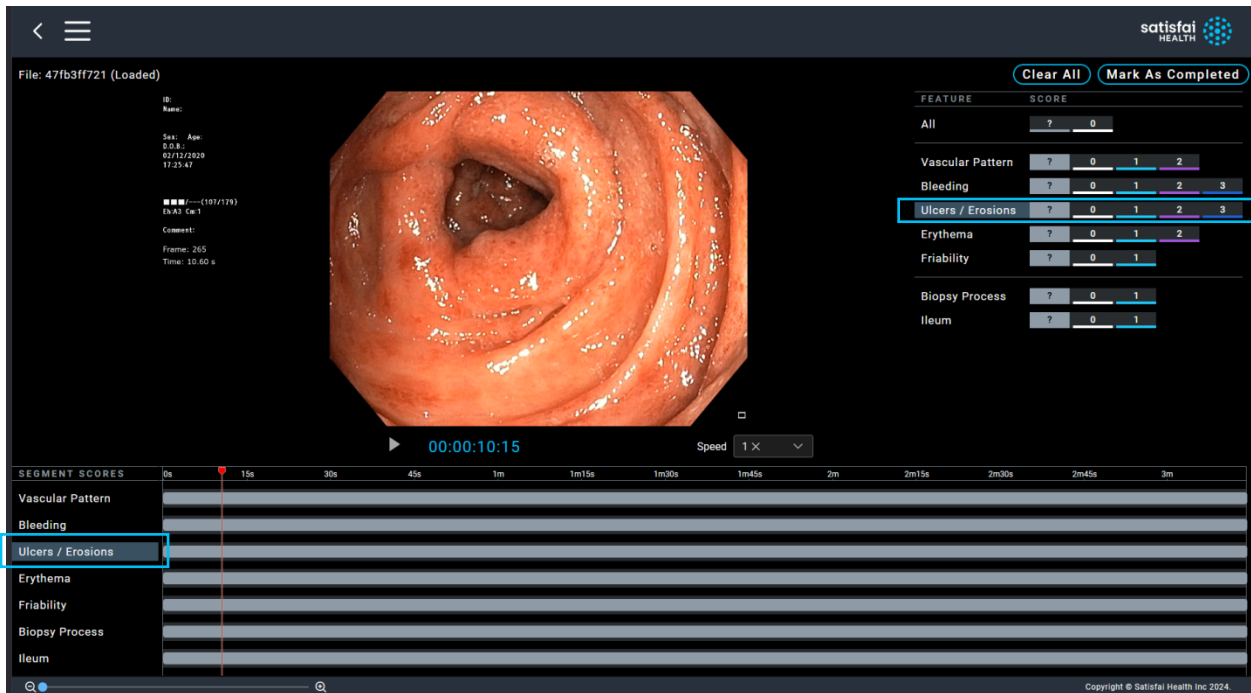 satisfai
HEALTH
File: 47fb3ff721 (Loaded)
Clear All
Mark As Completed
ID:
Name:
Sex: Age:
D.O.B.:
02/12/2020
17:25:47
■■■/---(107/179)
Eh:A3 Cm:1
Comment:
Frame: 265
Time: 10.60 s
FEATURE SCORE
All ? 0
Vascular Pattern ? 0 1 2
Bleeding ? 0 1 2 3
Ulcers / Erosions ? 0 1 2 3
Erythema ? 0 1 2
Friability ? 0 1
Biopsy Process ? 0 1
Ileum ? 0 1
00:00:10:15
Speed 1×
SEGMENT SCORES 0s 15s 30s 45s 1m 1m15s 1m30s 1m45s 2m 2m15s 2m30s 2m45s 3m
Vascular Pattern
Bleeding
Ulcers / Erosions
Erythema
Friability
Biopsy Process
Ileum
Copyright © Satisfai Health Inc 2024.